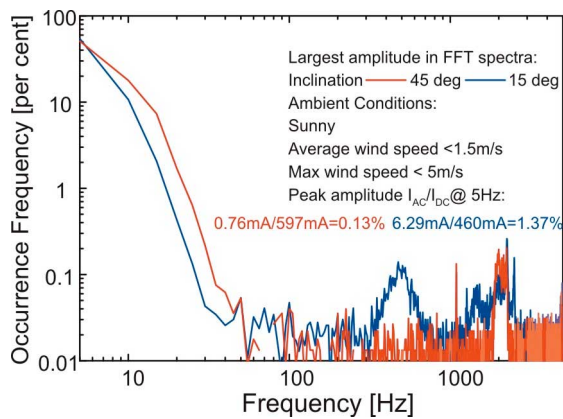 Occurrence Frequency [per cent]
100
10
1
0.1
0.01
Largest amplitude in FFT spectra:
Inclination 45 deg 15 deg
Ambient Conditions:
Sunny
Average wind speed <1.5m/s
Max wind speed < 5m/s
Peak amplitude I_AC/I_DC@ 5Hz:
0.76mA/597mA=0.13% 6.29mA/460mA=1.37%
10 100 1000
Frequency [Hz]